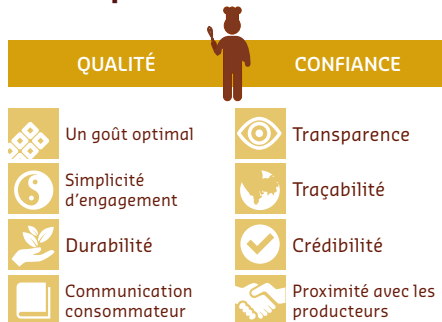 QUALITÉ
Un goût optimal
Simplicité
d'engagement
Durabilité
Communication
consommateur
CONFIANCE
Transparence
Traçabilité
Crédibilité
Proximité avec les
producteurs